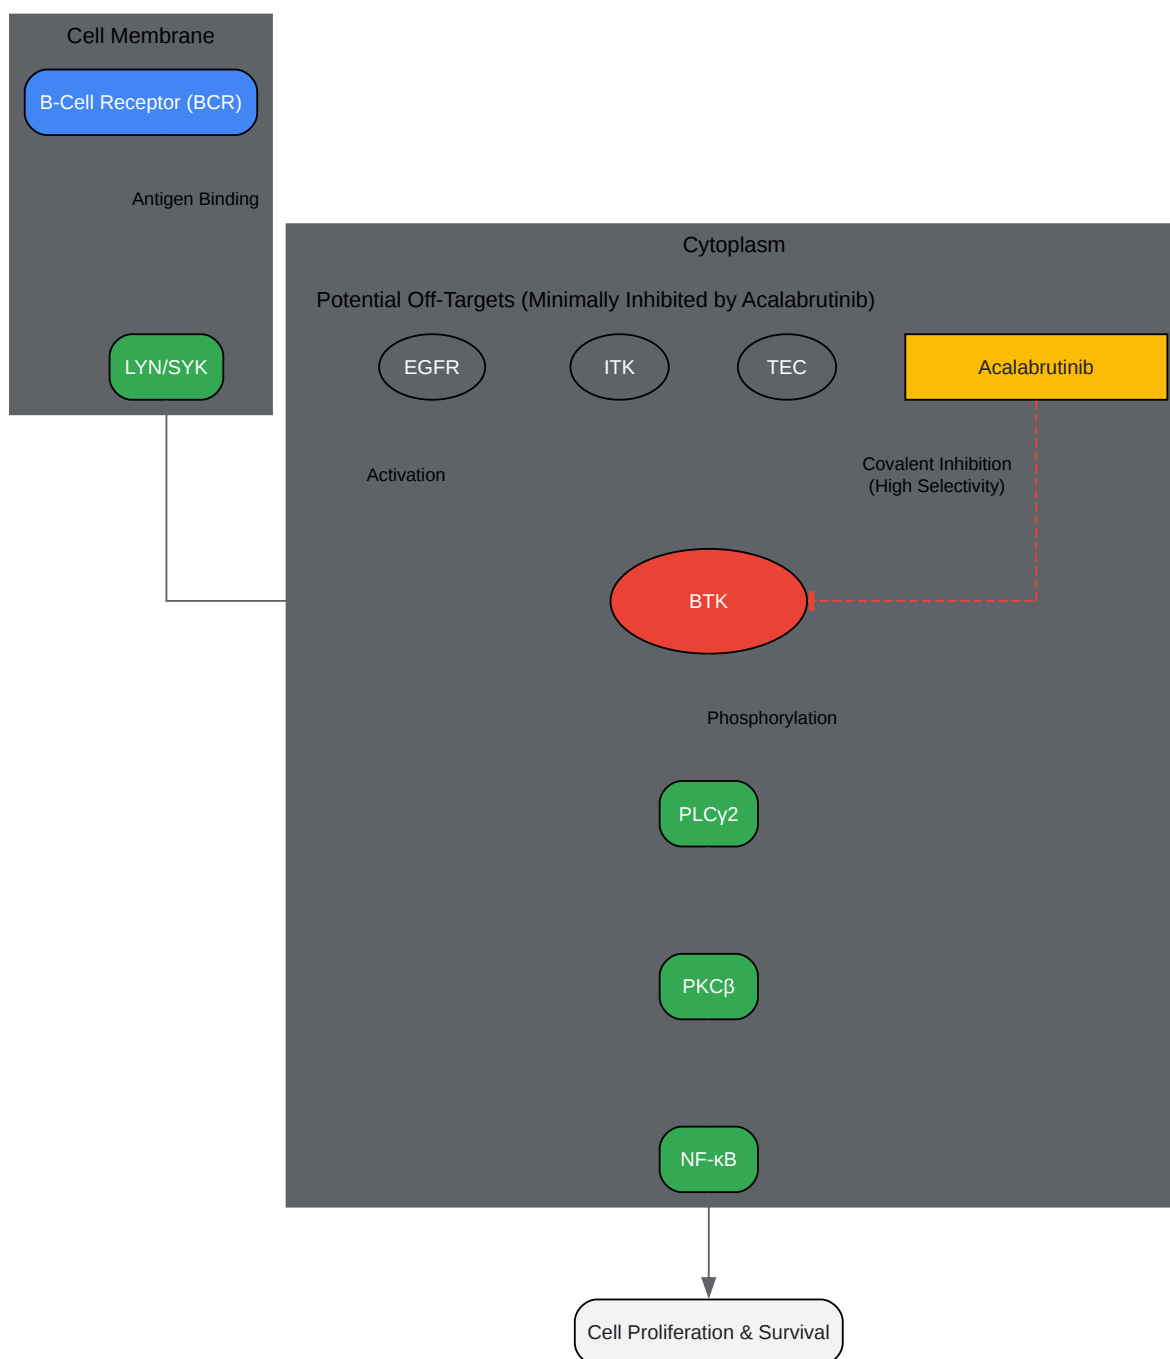 Cell Membrane
B-Cell Receptor (BCR)
Antigen Binding
LYN/SYK
Cytoplasm
Potential Off-Targets (Minimally Inhibited by Acalabrutinib)
EGFR
ITK
TEC
Acalabrutinib
Activation
Covalent Inhibition
(High Selectivity)
BTK
Phosphorylation
PLCγ2
PKCβ
NF-κB
Cell Proliferation & Survival